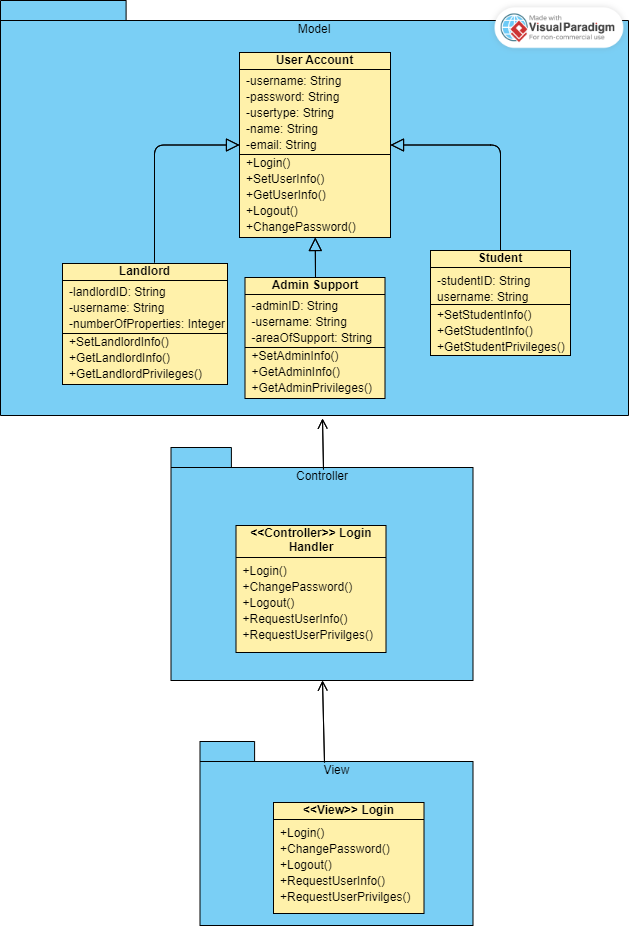 Made with
VisualParadigm
For non-commercial use
Model
User Account
-username: String
-password: String
-usertype: String
-name: String
-email: String
+Login()
+SetUserInfo()
+GetUserInfo()
+Logout()
+ChangePassword()
Landlord
-landlordID: String
-username: String
-numberOfProperties: Integer
+SetLandlordInfo()
+GetLandlordInfo()
+GetLandlordPrivileges()
Admin Support
-adminID: String
-username: String
-areaOfSupport: String
+SetAdminInfo()
+GetAdminInfo()
+GetAdminPrivileges()
Student
-studentID: String
username: String
+SetStudentInfo()
+GetStudentInfo()
+GetStudentPrivileges()
Controller
<<Controller>> Login
Handler
+Login()
+ChangePassword()
+Logout()
+RequestUserInfo()
+RequestUserPrivilges()
View
<<View>> Login
+Login()
+ChangePassword()
+Logout()
+RequestUserInfo()
+RequestUserPrivilges()